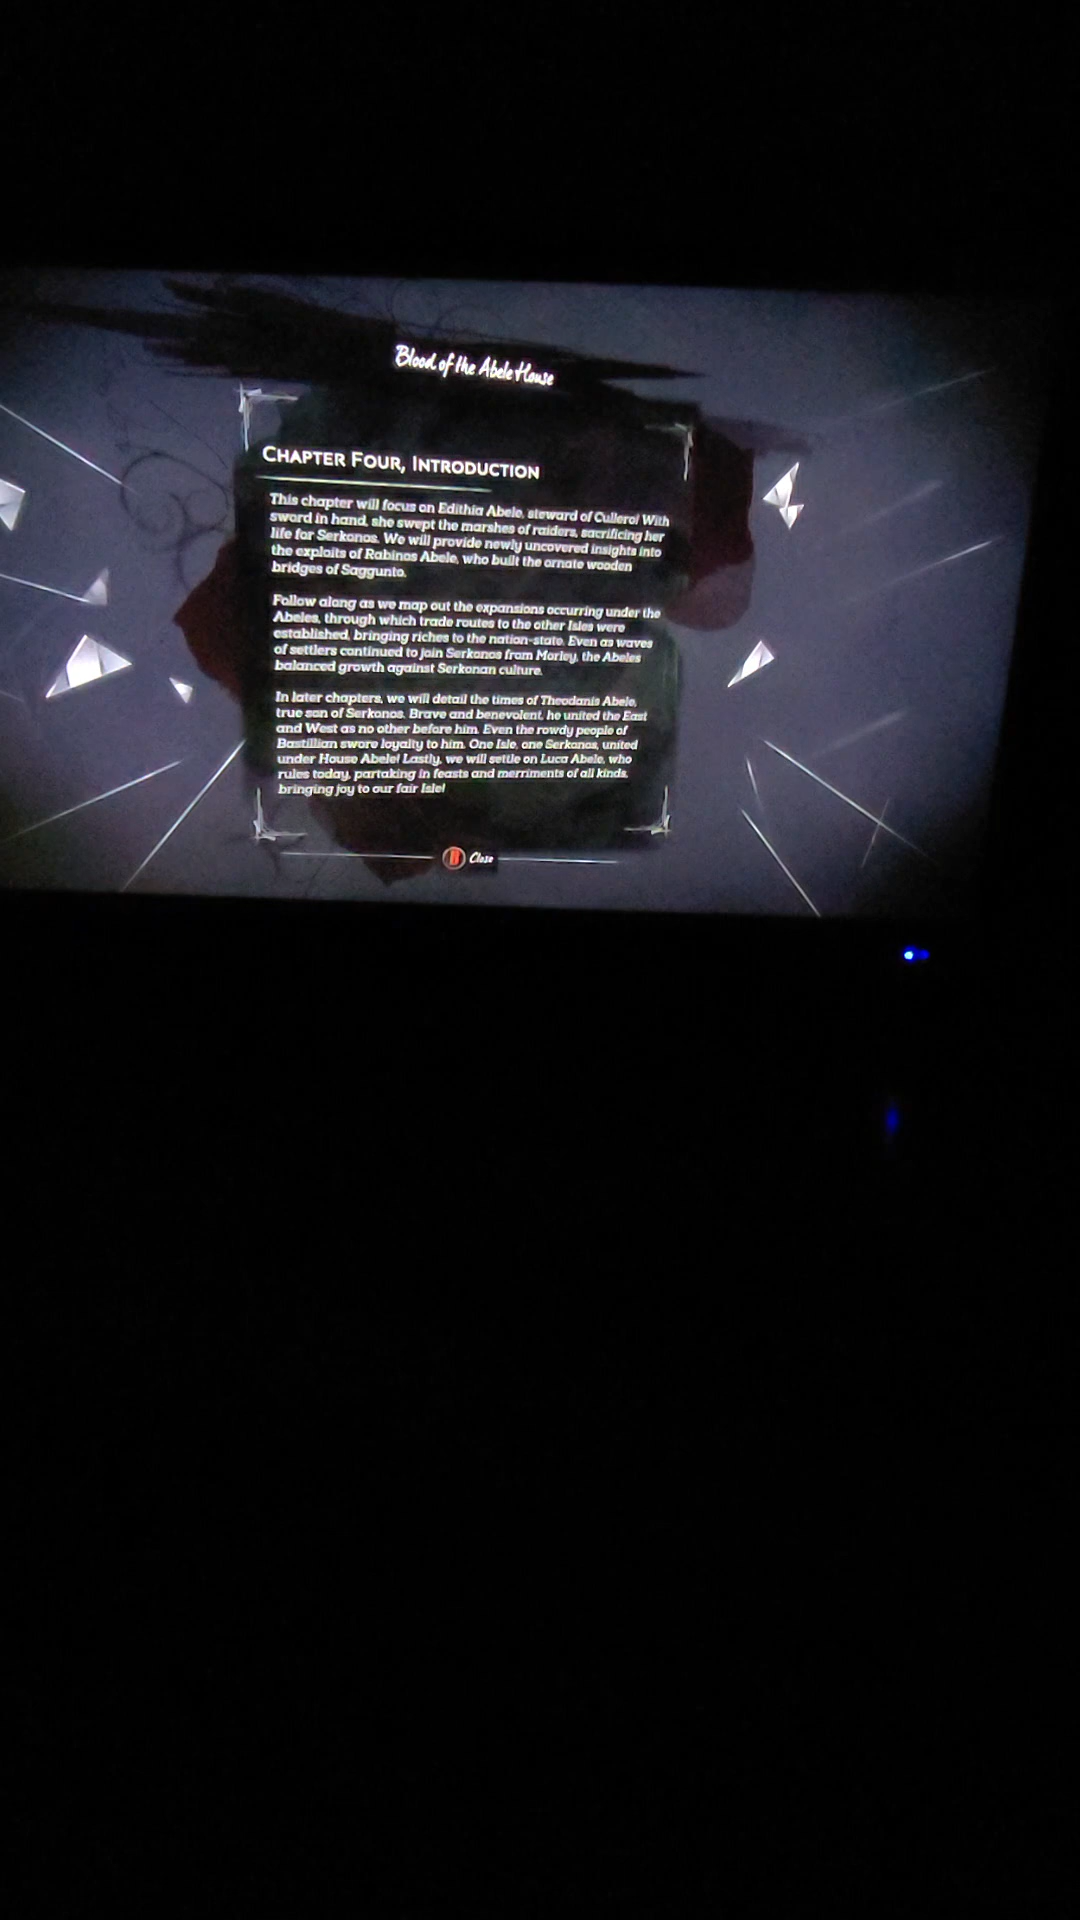 Blood of the Abele House
CHAPTER FOUR, INTRODUCTION
This chapter will focus on Edithia Abele, steward of Cullero! With
sword in hand, she swept the marshes of raiders, sacrificing her
life for Serkonos. We will provide newly uncovered insights into
the exploits of Rabinos Abele, who built the ornate wooden
bridges of Saggunto.
Follow along as we map out the expansions occurring under the
Abeles, through which trade routes to the other Isles were
established, bringing riches to the nation-state. Even as waves
of settlers continued to join Serkonos from Morley, the Abeles
balanced growth against Serkonan culture.
In later chapters, we will detail the times of Theodanis Abele,
true son of Serkonos. Brave and benevolent, he united the East
and West as no other before him. Even the rowdy people of
Bastillian swore loyalty to him. One Isle, one Serkonos, united
under House Abele! Lastly, we will settle on Luca Abele, who
rules today, partaking in feasts and merriments of all kinds,
bringing joy to our fair Isle!
B Close